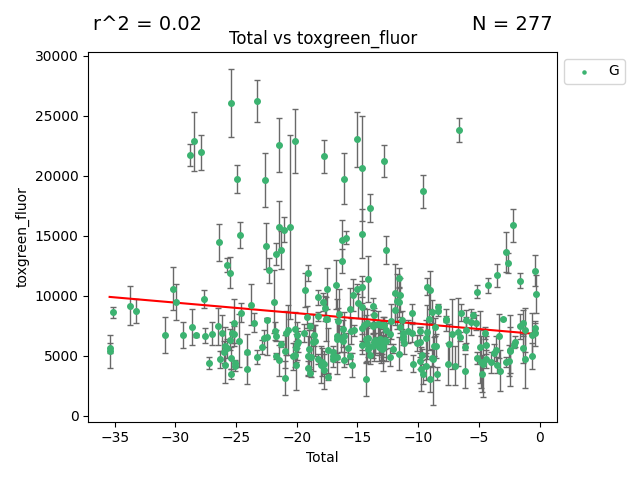 r^2 = 0.02
N = 277
Total vs toxgreen_fluor
G
30000
25000
20000
15000
10000
5000
0
toxgreen_fluor
−35
−30
−25
−20
−15
−10
−5
0
Total